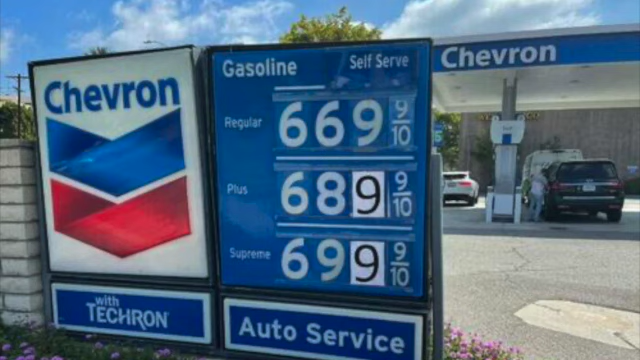 Chevron
with
TECHRON
Gasoline Self Serve
Regular 669 9/10
Plus 689 9/10
Supreme 699 9/10
Auto Service
Chevron